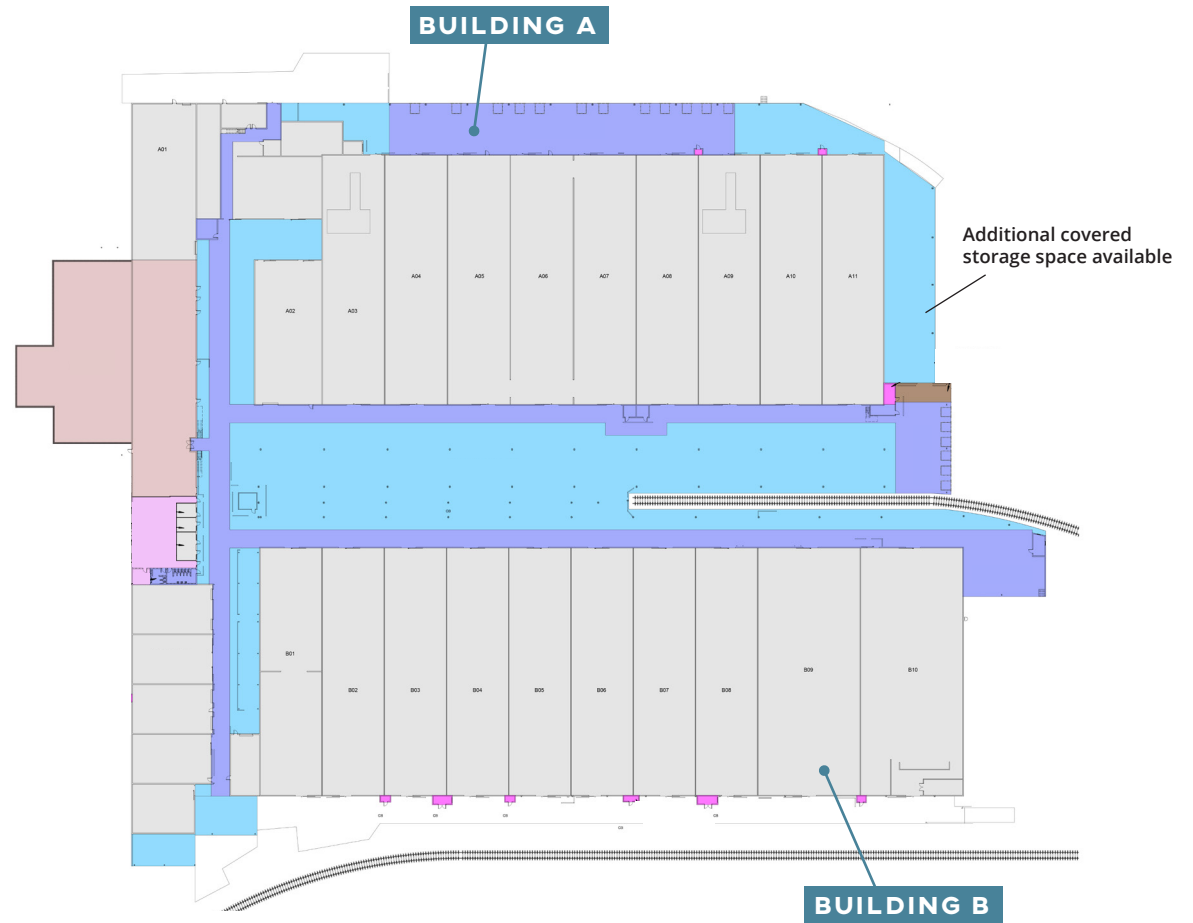 BUILDING A
A01
Additional covered
storage space available
A04
A05
A06
A07
A08
A09
A10
A11
A02
A03
B01
B02
B03
B04
B05
B06
B07
B08
B09
B10
BUILDING B